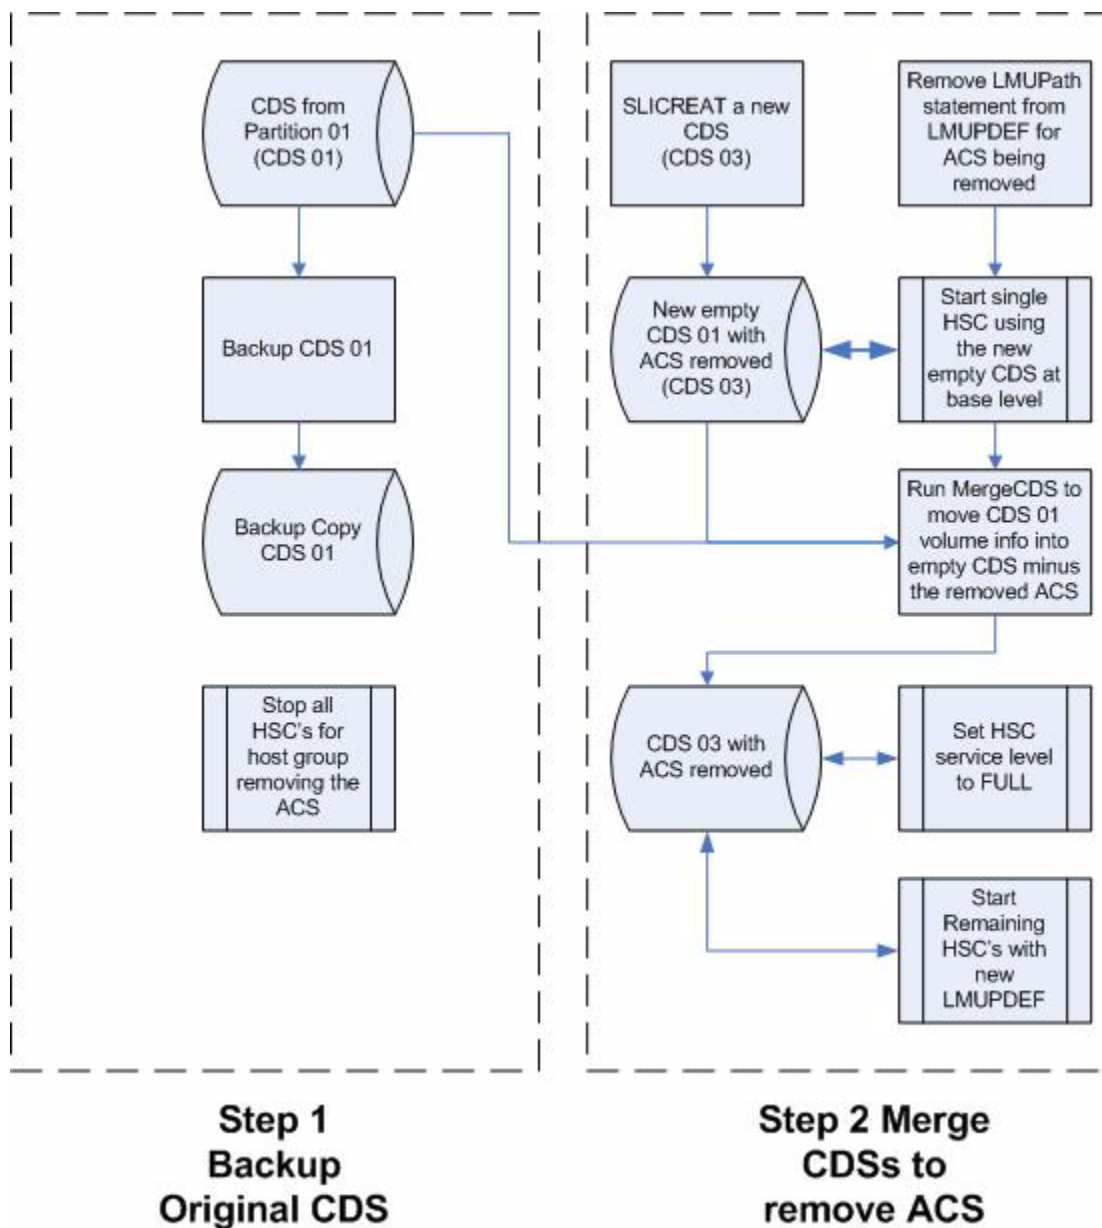 CDS from
Partition 01
(CDS 01)
Backup CDS 01
Backup Copy
CDS 01
Stop all
HSC's for
host group
removing the
ACS
SLICREAT a new
CDS
(CDS 03)
Remove LMUPath
statement from
LMUPDEF for
ACS being
removed
New empty
CDS 01 with
ACS removed
(CDS 03)
Start single
HSC using
the new
empty CDS at
base level
Run MergeCDS to
move CDS 01
volume info into
empty CDS minus
the removed ACS
CDS 03 with
ACS removed
Set HSC
service level
to FULL
Start
Remaining
HSC's with
new
LMUPDEF
Step 1
Backup
Original CDS
Step 2 Merge
CDSs to
remove ACS